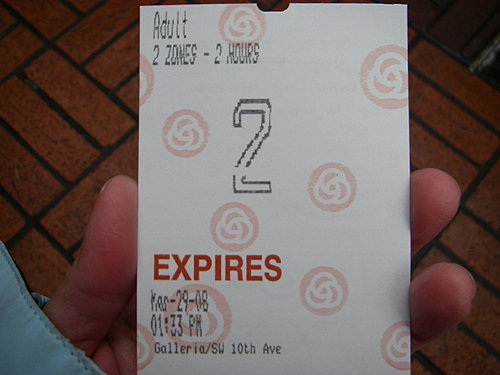 Adult
2 ZONES - 2 HOURS
2
EXPIRES
Mar-29-08
01:33 PM
Galleria/SW 10th Ave